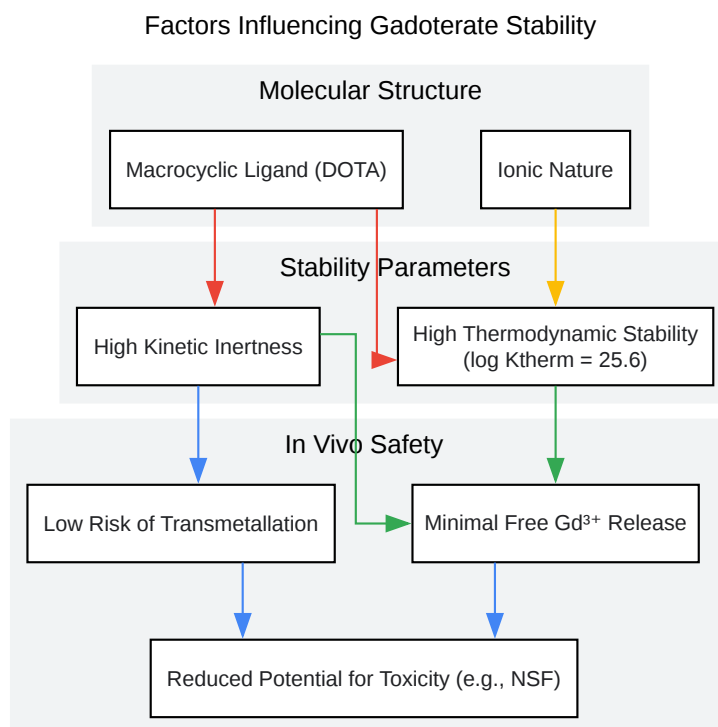 Factors Influencing Gadoterate Stability
Molecular Structure
Macrocyclic Ligand (DOTA)
Ionic Nature
Stability Parameters
High Kinetic Inertness
High Thermodynamic Stability
(log Ktherm = 25.6)
In Vivo Safety
Low Risk of Transmetallation
Minimal Free Gd³⁺ Release
Reduced Potential for Toxicity (e.g., NSF)